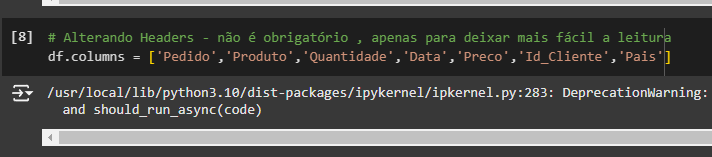 [8]
# Alterando Headers - não é obrigatório , apenas para deixar mais fácil a leitura
df.columns = ['Pedido','Produto','Quantidade','Data','Preco','Id_Cliente','Pais']
/usr/local/lib/python3.10/dist-packages/ipykernel/ipkernel.py:283: DeprecationWarning:
and should_run_async(code)